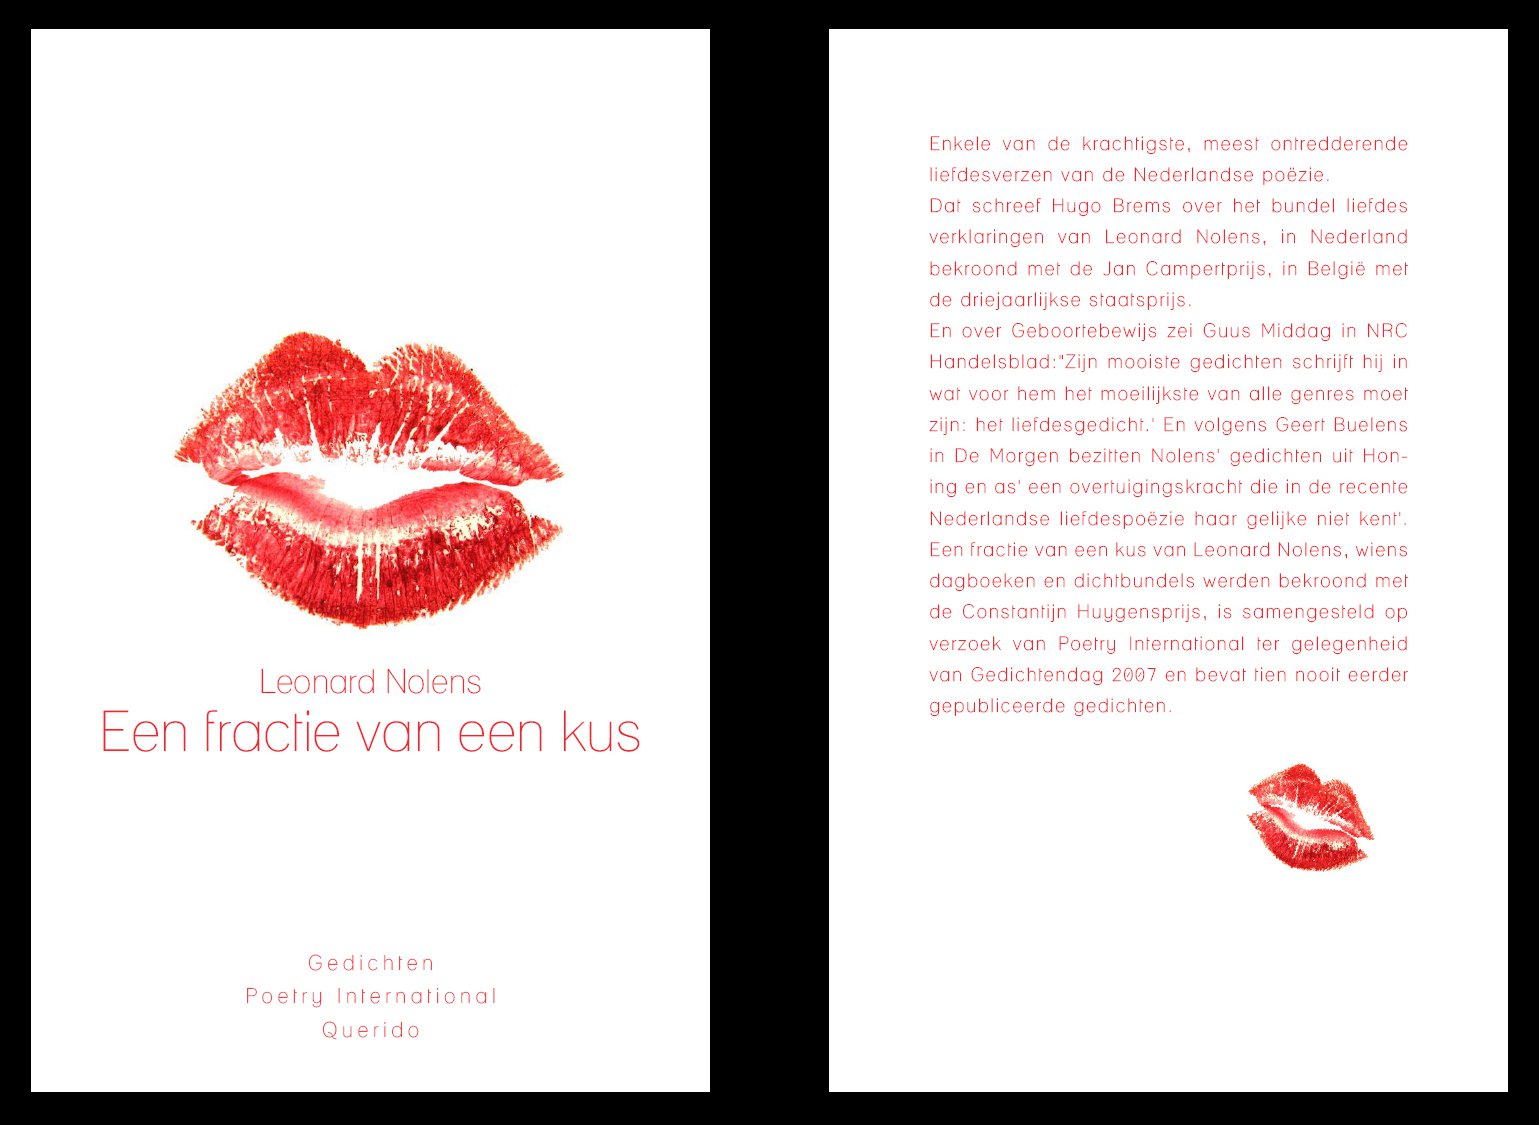 Leonard Nolens
Een fractie van een kus
Gedichten
Poetry International
Querido
Enkele van de krachtigste, meest ontredderende
liefdesverzen van de Nederlandse poëzie.
Dat schreef Hugo Brems over het bundel liefdes
verklaringen van Leonard Nolens, in Nederland
bekroond met de Jan Campertprijs, in België met
de driejaarlijkse staatsprijs.
En over Geboortebewijs zei Guus Middag in NRC
Handelsblad:"Zijn mooiste gedichten schrijft hij in
wat voor hem het moeilijkste van alle genres moet
zijn: het liefdesgedicht.' En volgens Geert Buelens
in De Morgen bezitten Nolens' gedichten uit Hon-
ing en as' een overtuigingskracht die in de recente
Nederlandse liefdespoëzie haar gelijke niet kent'.
Een fractie van een kus van Leonard Nolens, wiens
dagboeken en dichtbundels werden bekroond met
de Constantijn Huygensprijs, is samengesteld op
verzoek van Poetry International ter gelegenheid
van Gedichtendag 2007 en bevat tien nooit eerder
gepubliceerde gedichten.